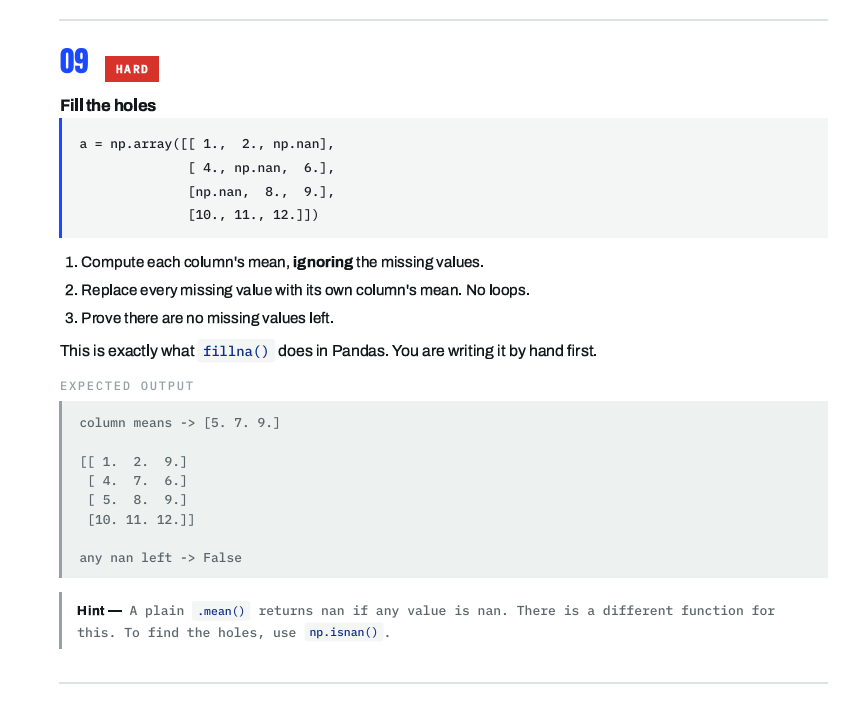 09 HARD
Fill the holes
a = np.array([[ 1.,  2., np.nan],
              [ 4., np.nan,  6.],
              [np.nan,  8.,  9.],
              [10., 11., 12.]])
1. Compute each column's mean, ignoring the missing values.
2. Replace every missing value with its own column's mean. No loops.
3. Prove there are no missing values left.
This is exactly what fillna() does in Pandas. You are writing it by hand first.
EXPECTED OUTPUT
column means -> [5. 7. 9.]
[[ 1.  2.  9.]
 [ 4.  7.  6.]
 [ 5.  8.  9.]
 [10. 11. 12.]]
any nan left -> False
Hint — A plain .mean() returns nan if any value is nan. There is a different function for
this. To find the holes, use np.isnan().